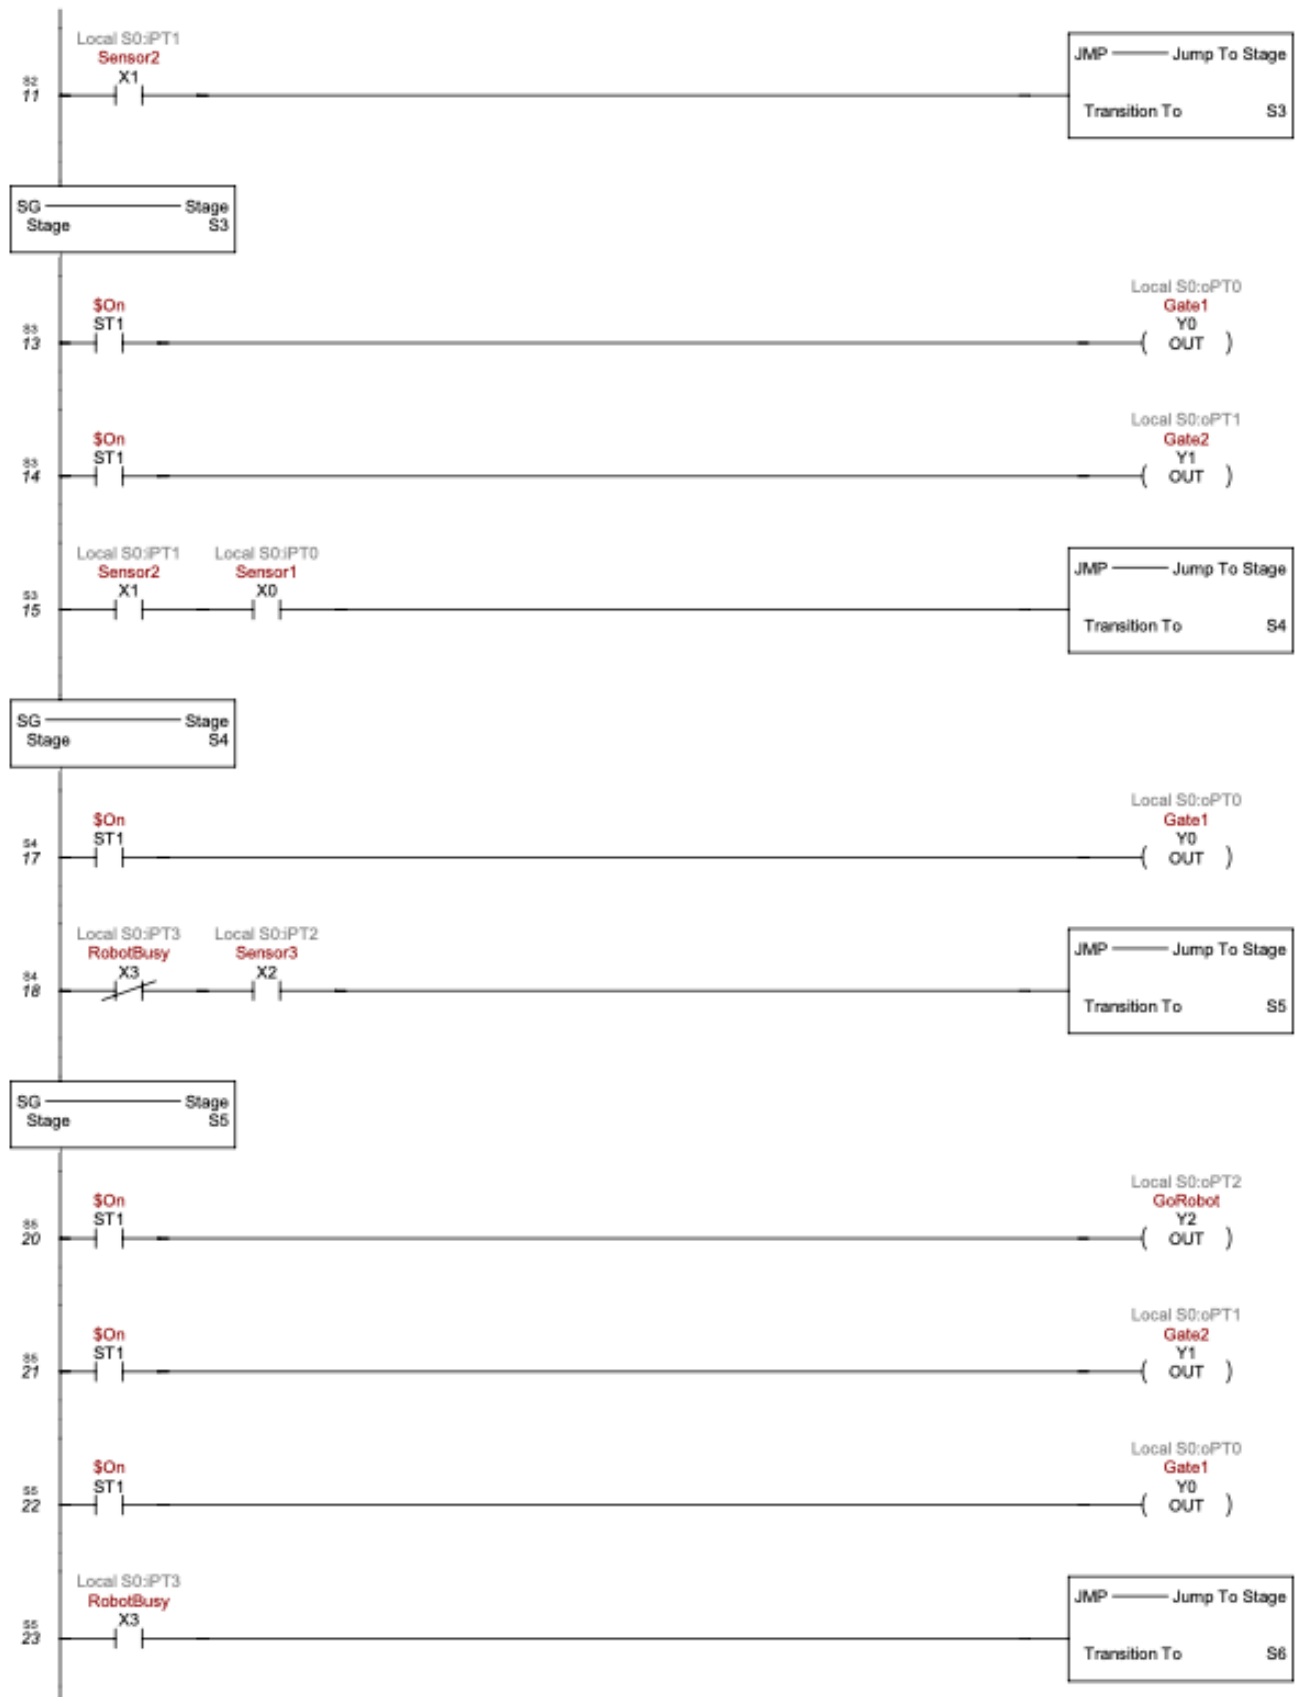 Local S0:iPT1
Sensor2
X1
S2
11
JMP Jump To Stage
Transition To S3
SG Stage
Stage S3
$On
ST1
S3
13
Local S0:oPT0
Gate1
Y0
OUT
$On
ST1
S3
14
Local S0:oPT1
Gate2
Y1
OUT
Local S0:iPT1 Local S0:iPT0
Sensor2 Sensor1
X1 X0
S3
15
JMP Jump To Stage
Transition To S4
SG Stage
Stage S4
$On
ST1
S4
17
Local S0:oPT0
Gate1
Y0
OUT
Local S0:iPT3 Local S0:iPT2
RobotBusy Sensor3
X3 X2
S4
18
JMP Jump To Stage
Transition To S5
SG Stage
Stage S5
$On
ST1
S5
20
Local S0:oPT2
GoRobot
Y2
OUT
$On
ST1
S5
21
Local S0:oPT1
Gate2
Y1
OUT
$On
ST1
S5
22
Local S0:oPT0
Gate1
Y0
OUT
Local S0:iPT3
RobotBusy
X3
S5
23
JMP Jump To Stage
Transition To S6